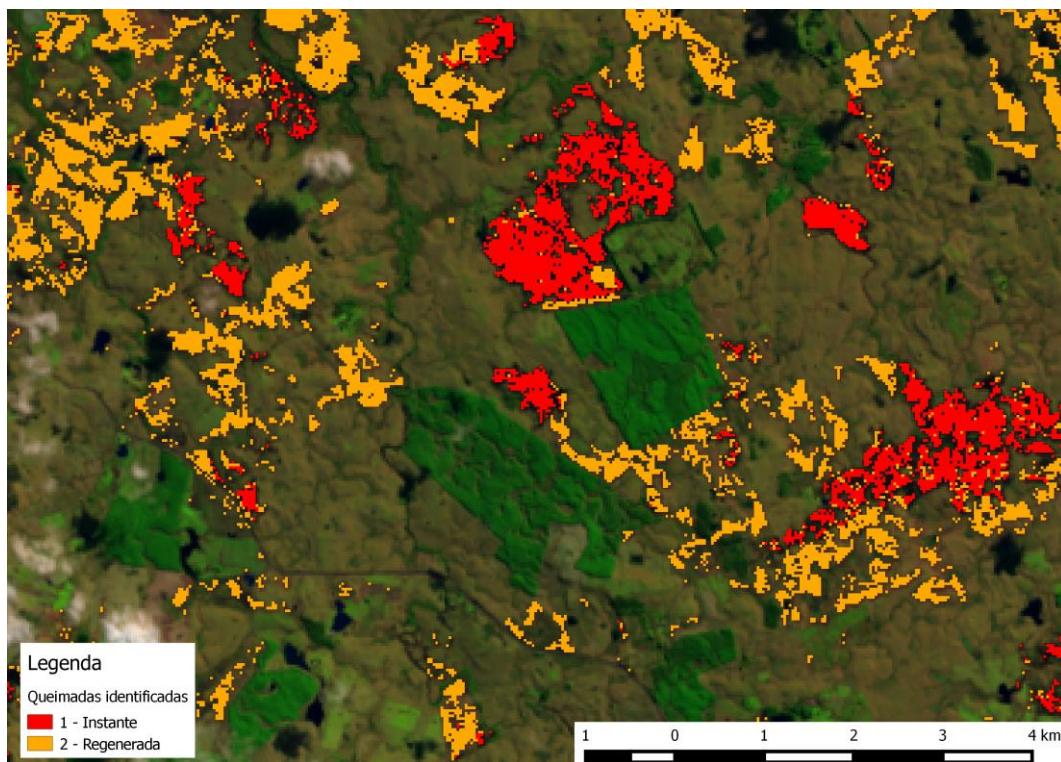 Legenda
Queimadas identificadas
1 - Instante
2 - Regenerada
1 0 1 2 3 4 km